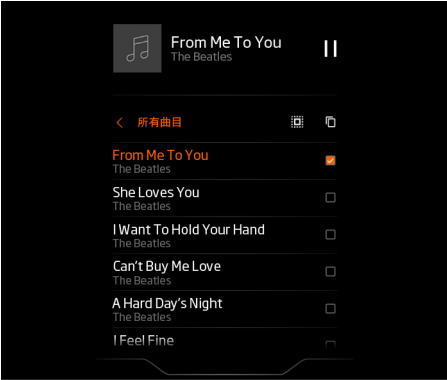 From Me To You
The Beatles
所有曲目
From Me To You
The Beatles
She Loves You
The Beatles
I Want To Hold Your Hand
The Beatles
Can't Buy Me Love
The Beatles
A Hard Day's Night
The Beatles
I Feel Fine